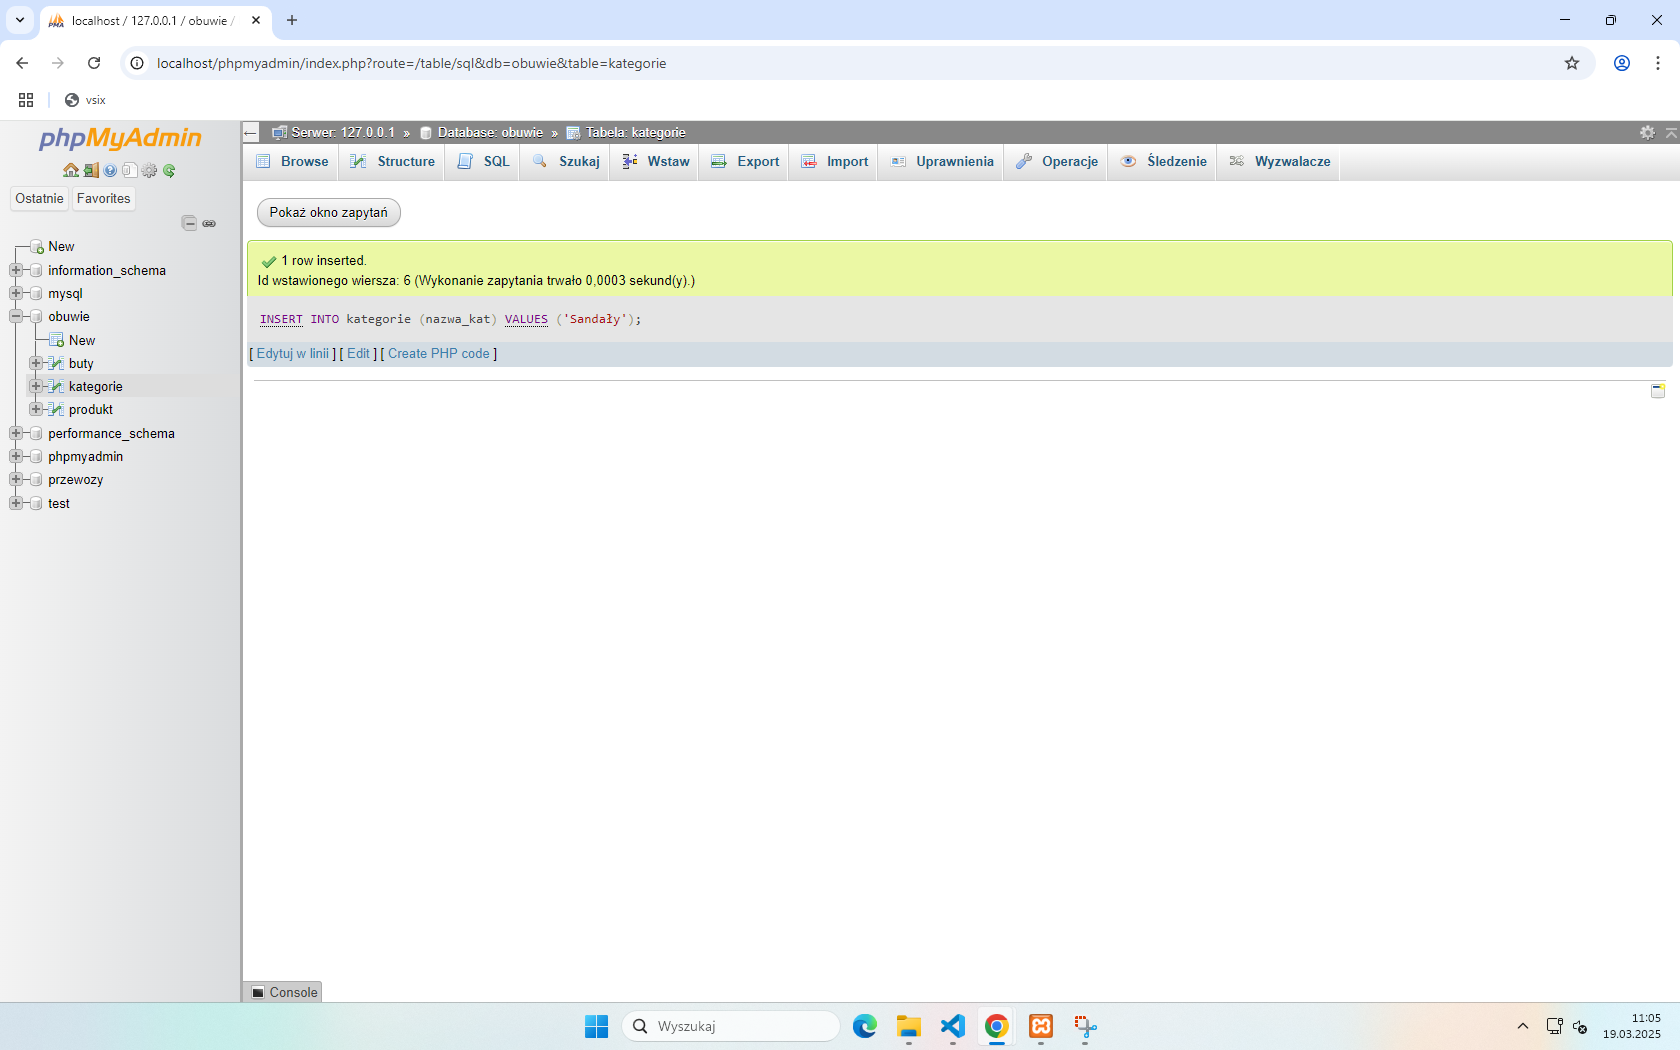 localhost / 127.0.0.1 / obuwie /
localhost/phpmyadmin/index.php?route=/table/sql&db=obuwie&table=kategorie
vsix
phpMyAdmin
Ostatnie Favorites
New
information_schema
mysql
obuwie
New
buty
kategorie
produkt
performance_schema
phpmyadmin
przewozy
test
Serwer: 127.0.0.1 » Database: obuwie » Tabela: kategorie
Browse Structure SQL Szukaj Wstaw Export Import Uprawnienia Operacje Śledzenie Wyzwalacze
Pokaż okno zapytań
1 row inserted.
Id wstawionego wiersza: 6 (Wykonanie zapytania trwało 0,0003 sekund(y).)
INSERT INTO kategorie (nazwa_kat) VALUES ('Sandały');
[ Edytuj w linii ] [ Edit ] [ Create PHP code ]
Console
Wyszukaj
11:05
19.03.2025